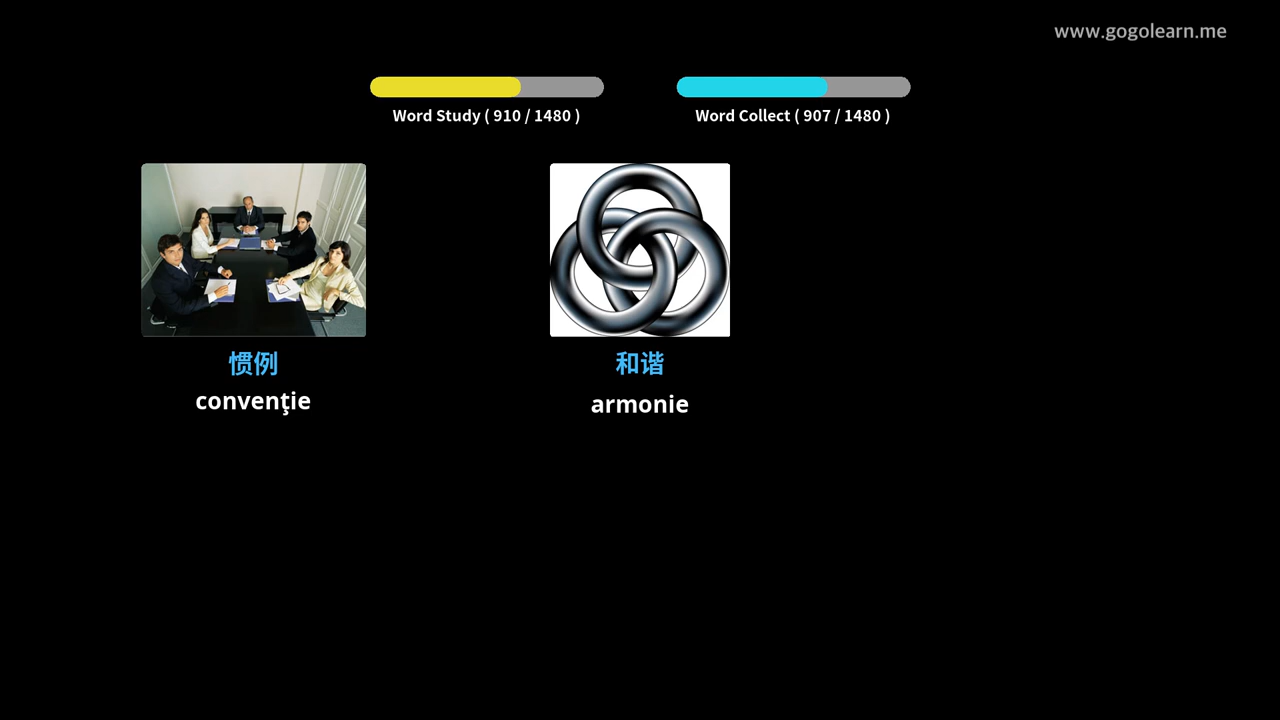 www.gogolearn.me
Word Study ( 910 / 1480 )
Word Collect ( 907 / 1480 )
惯例
convenţie
和谐
armonie